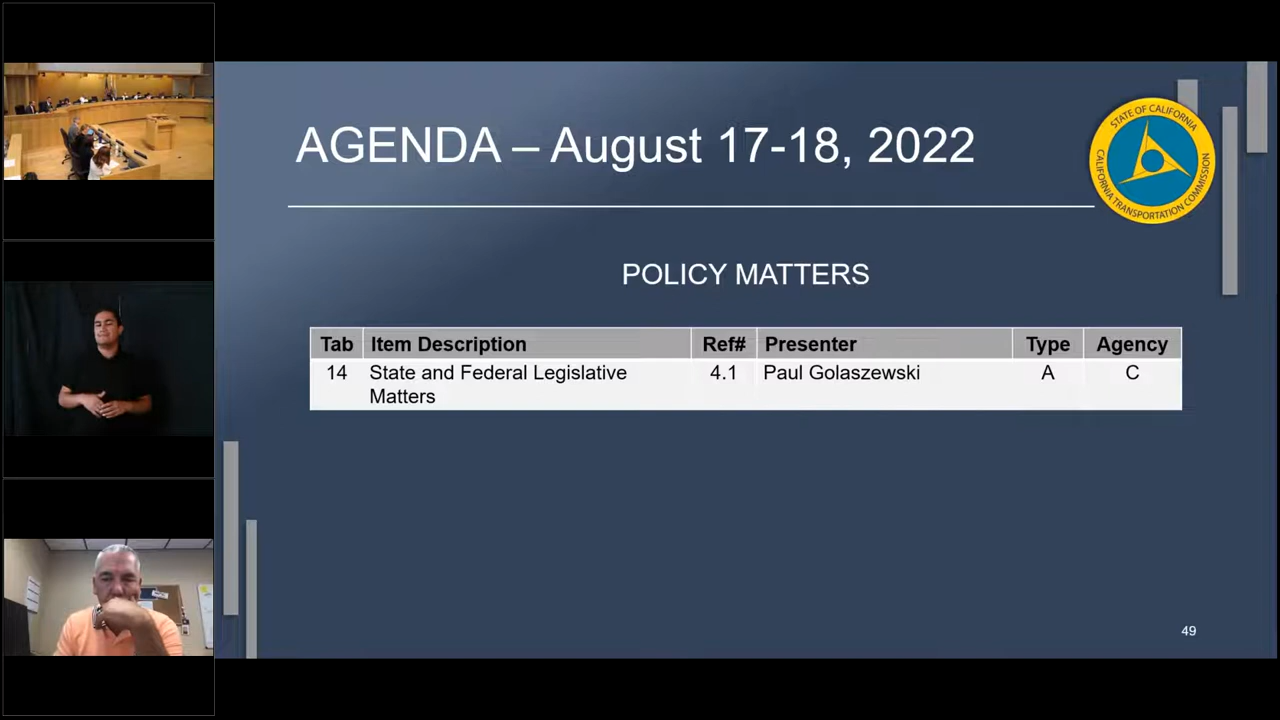 AGENDA – August 17-18, 2022
STATE OF CALIFORNIA
CALIFORNIA TRANSPORTATION COMMISSION
POLICY MATTERS
Tab Item Description Ref# Presenter Type Agency
14 State and Federal Legislative 4.1 Paul Golaszewski A C
Matters
49